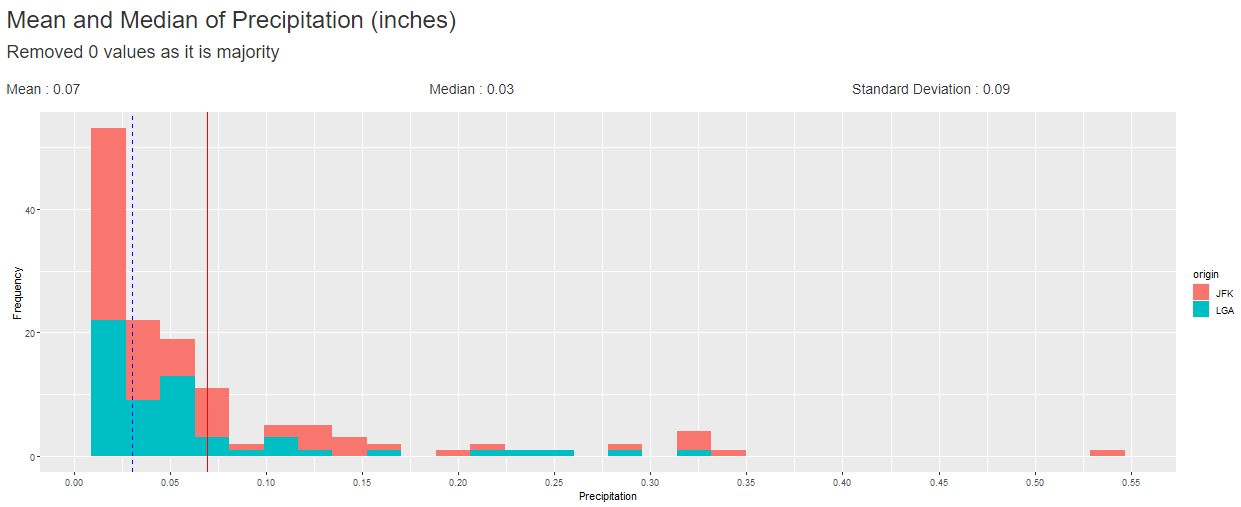 Mean and Median of Precipitation (inches)
Removed 0 values as it is majority
Mean : 0.07 Median : 0.03 Standard Deviation : 0.09
40
20
0
Frequency
0.00 0.05 0.10 0.15 0.20 0.25 0.30 0.35 0.40 0.45 0.50 0.55
Precipitation
origin
JFK
LGA